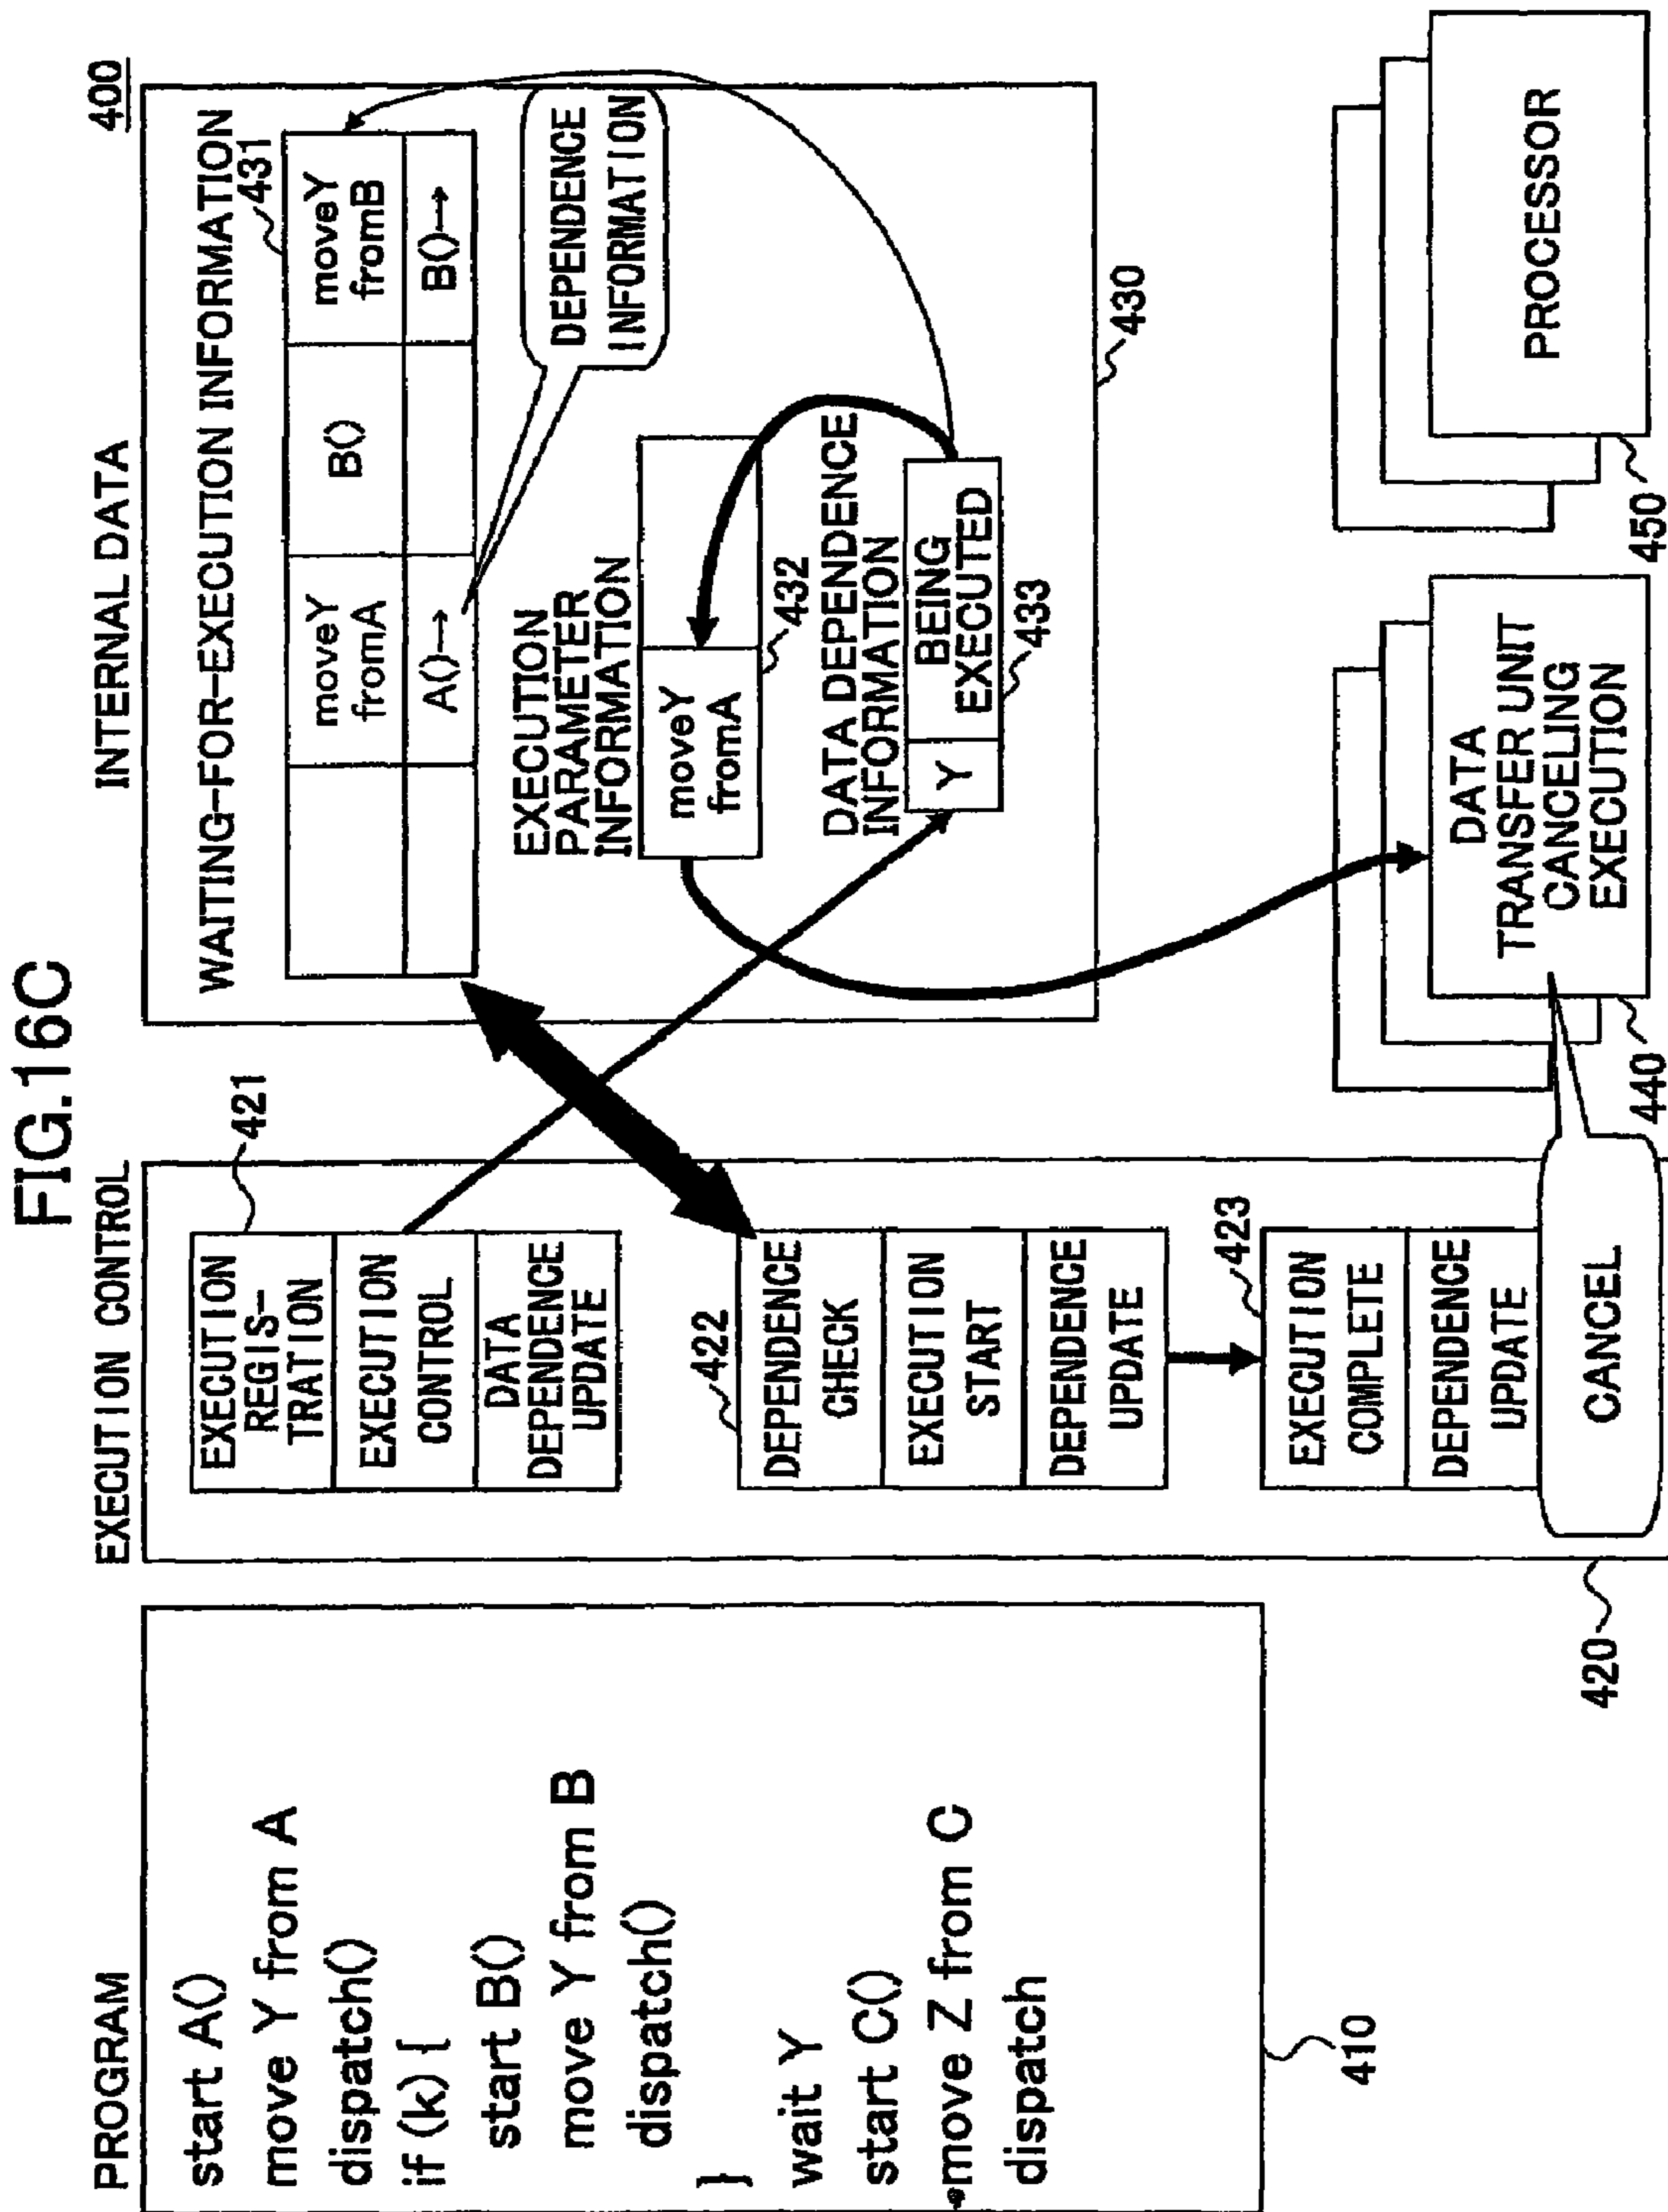 FIG.16C
400
PROGRAM
start A()
move Y from A
dispatch()
if (k) {
start B()
move Y from B
dispatch()
}
wait Y
start C()
move Z from C
dispatch
410
EXECUTION CONTROL
421
EXECUTION
REGIS-
TRATION
EXECUTION
CONTROL
DATA
DEPENDENCE
UPDATE
422
DEPENDENCE
CHECK
EXECUTION
START
DEPENDENCE
UPDATE
423
EXECUTION
COMPLETE
DEPENDENCE
UPDATE
CANCEL
420
INTERNAL DATA
WAITING-FOR-EXECUTION INFORMATION
431
moveY
fromA
B()
moveY
fromB
A()→
B()→
DEPENDENCE
INFORMATION
EXECUTION
PARAMETER
INFORMATION
moveY
fromA
432
DATA DEPENDENCE
INFORMATION
Y
BEING
EXECUTED
433
430
DATA
TRANSFER UNIT
CANCELING
EXECUTION
440
PROCESSOR
450